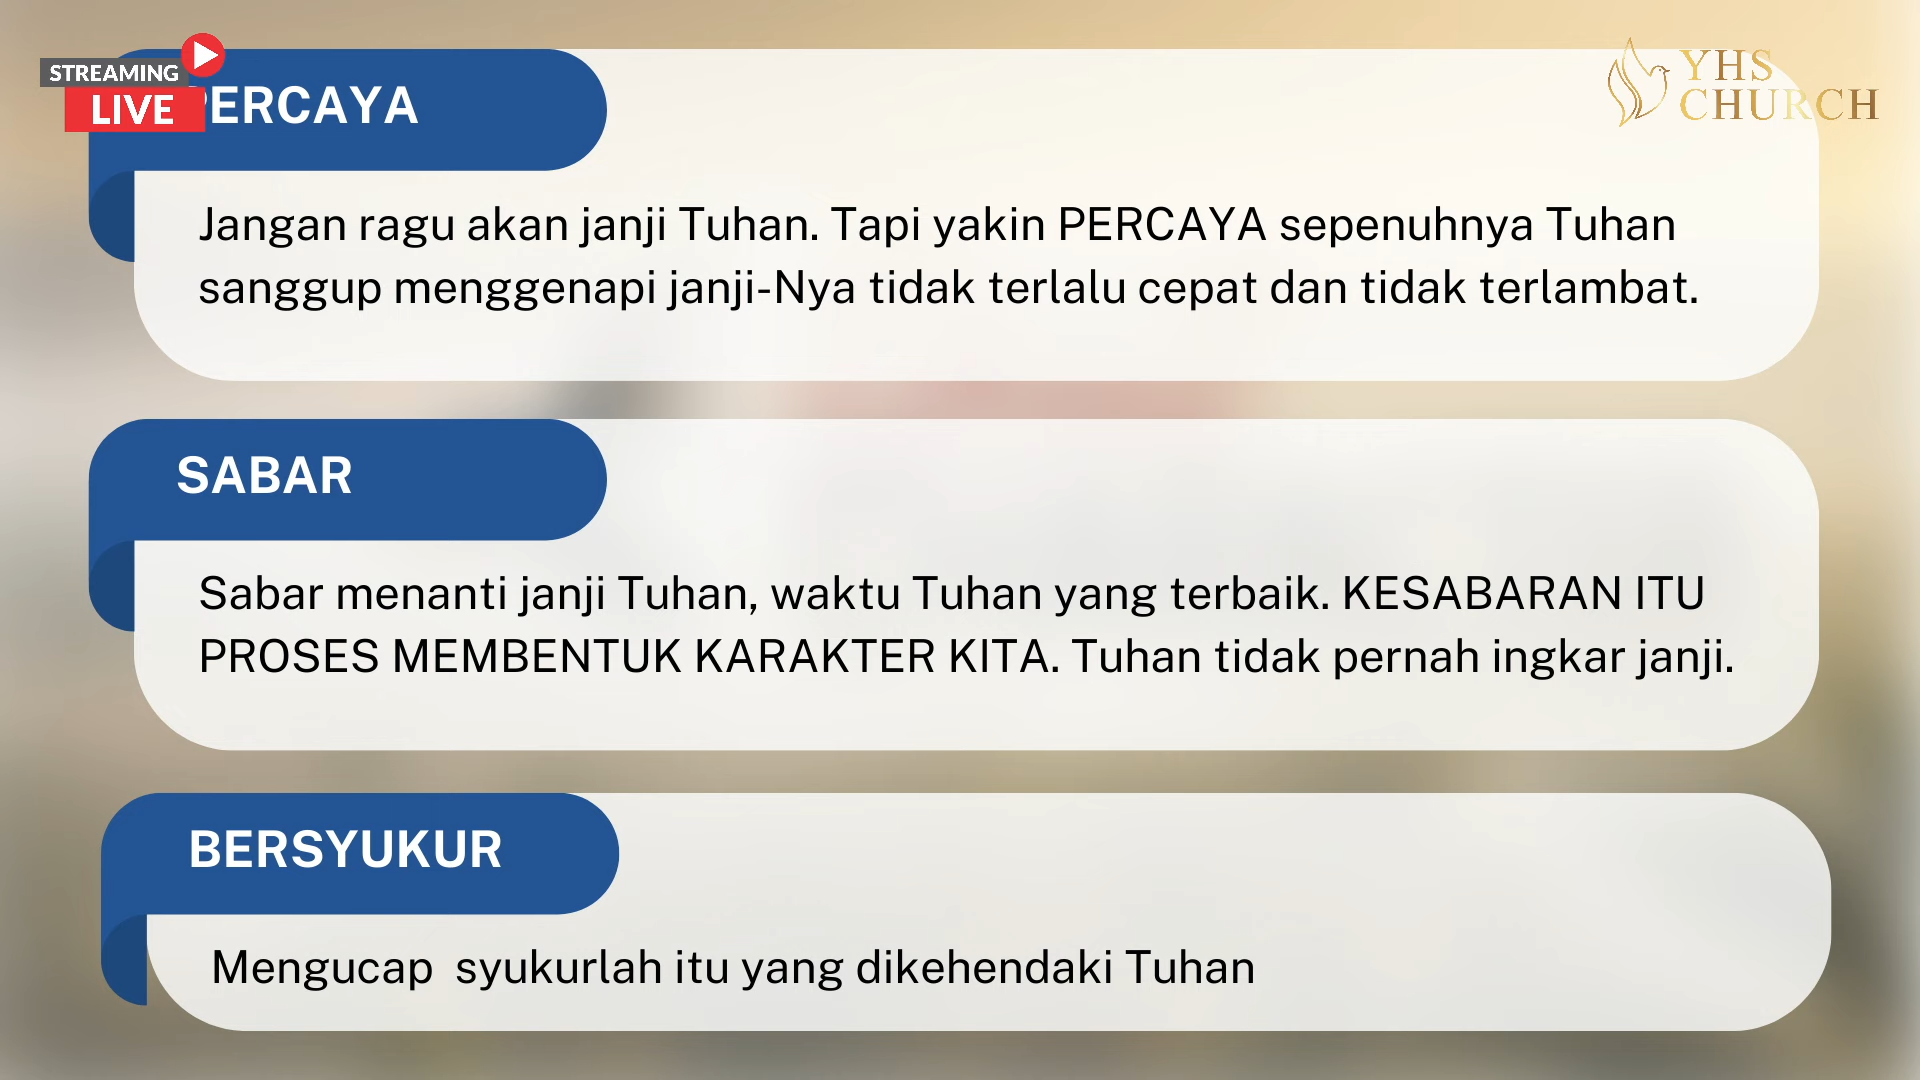 STREAMING
LIVE
YHS
CHURCH
PERCAYA
Jangan ragu akan janji Tuhan. Tapi yakin PERCAYA sepenuhnya Tuhan
sanggup menggenapi janji-Nya tidak terlalu cepat dan tidak terlambat.
SABAR
Sabar menanti janji Tuhan, waktu Tuhan yang terbaik. KESABARAN ITU
PROSES MEMBENTUK KARAKTER KITA. Tuhan tidak pernah ingkar janji.
BERSYUKUR
Mengucap  syukurlah itu yang dikehendaki Tuhan